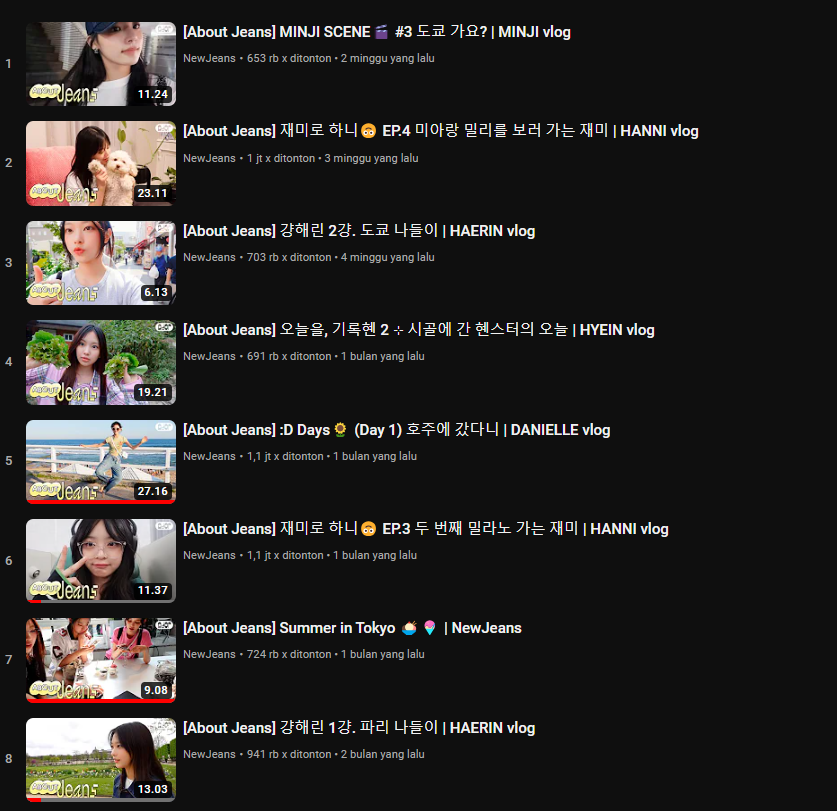 1
[About Jeans] MINJI SCENE🎬 #3 도쿄 가요? | MINJI vlog
NewJeans • 653 rb x ditonton • 2 minggu yang lalu
ABOUT Jeans
11.24
2
[About Jeans] 재미로 하니🙃 EP.4 미아랑 밀리를 보러 가는 재미 | HANNI vlog
NewJeans • 1 jt x ditonton • 3 minggu yang lalu
ABOUT Jeans
23.11
3
[About Jeans] 걍해린 2걍. 도쿄 나들이 | HAERIN vlog
NewJeans • 703 rb x ditonton • 4 minggu yang lalu
ABOUT Jeans
6.13
4
[About Jeans] 오늘을, 기록혠 2 ⊹ 시골에 간 혠스터의 오늘 | HYEIN vlog
NewJeans • 691 rb x ditonton • 1 bulan yang lalu
ABOUT Jeans
19.21
5
[About Jeans] :D Days🌻 (Day 1) 호주에 갔다니 | DANIELLE vlog
NewJeans • 1,1 jt x ditonton • 1 bulan yang lalu
ABOUT Jeans
27.16
6
[About Jeans] 재미로 하니🙃 EP.3 두 번째 밀라노 가는 재미 | HANNI vlog
NewJeans • 1,1 jt x ditonton • 1 bulan yang lalu
ABOUT Jeans
11.37
7
[About Jeans] Summer in Tokyo 🍧🍨 | NewJeans
NewJeans • 724 rb x ditonton • 1 bulan yang lalu
ABOUT Jeans
9.08
8
[About Jeans] 걍해린 1걍. 파리 나들이 | HAERIN vlog
NewJeans • 941 rb x ditonton • 2 bulan yang lalu
ABOUT Jeans
13.03